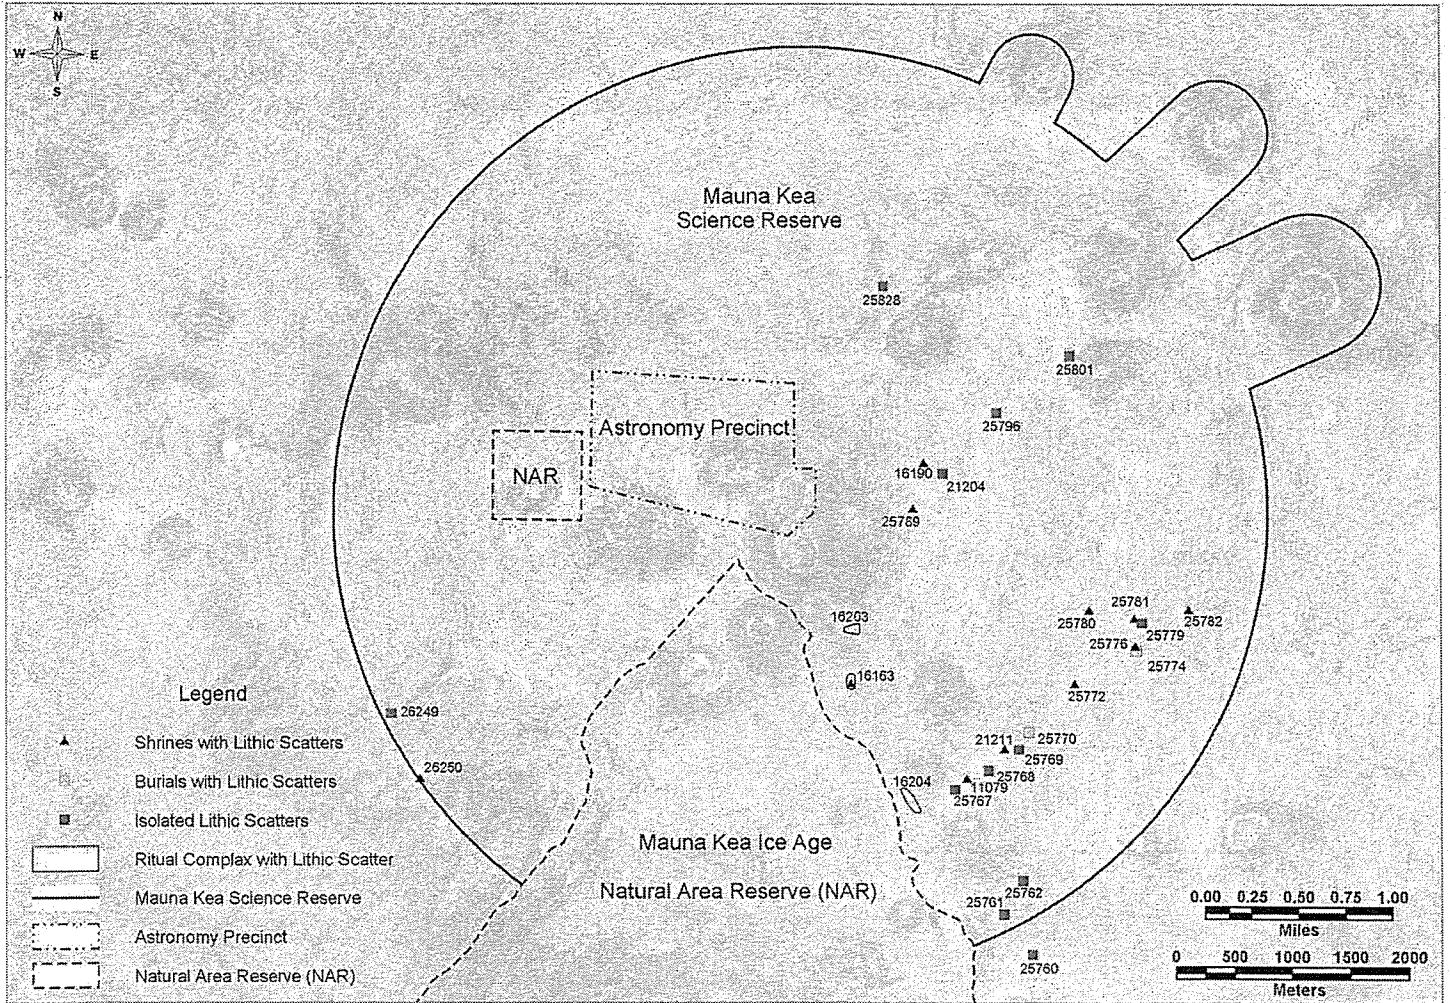 N
W E
S
Mauna Kea
Science Reserve
25828
25801
25796
Astronomy Precinct
NAR
16190
21204
25789
25781
25780
25782
25779
25776
25774
16203
16163
25772
26249
26250
25770
21211
25769
25768
11079
25767
16204
Mauna Kea Ice Age
Natural Area Reserve (NAR)
25762
25761
25760
Legend
Shrines with Lithic Scatters
Burials with Lithic Scatters
Isolated Lithic Scatters
Ritual Complax with Lithic Scatter
Mauna Kea Science Reserve
Astronomy Precinct
Natural Area Reserve (NAR)
0.00 0.25 0.50 0.75 1.00
Miles
0 500 1000 1500 2000
Meters